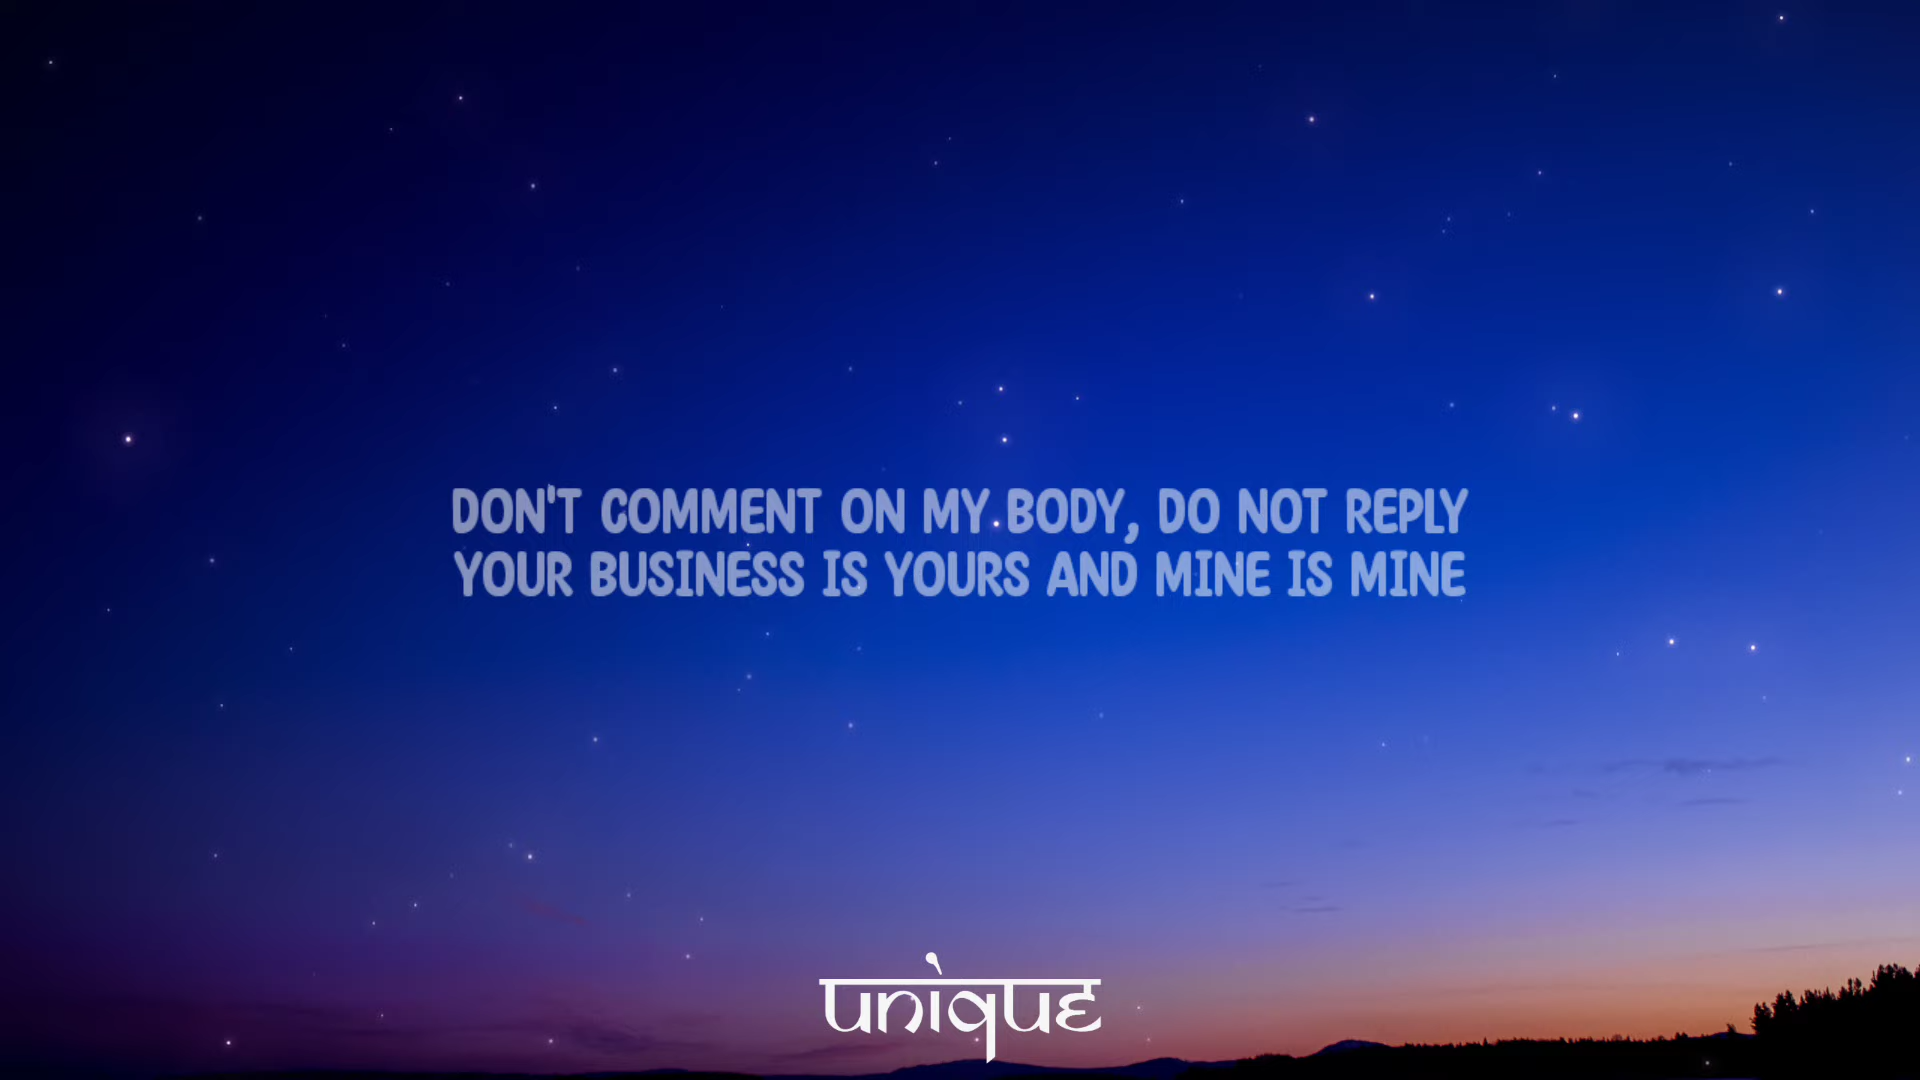 DON'T COMMENT ON MY BODY, DO NOT REPLY
YOUR BUSINESS IS YOURS AND MINE IS MINE
unique